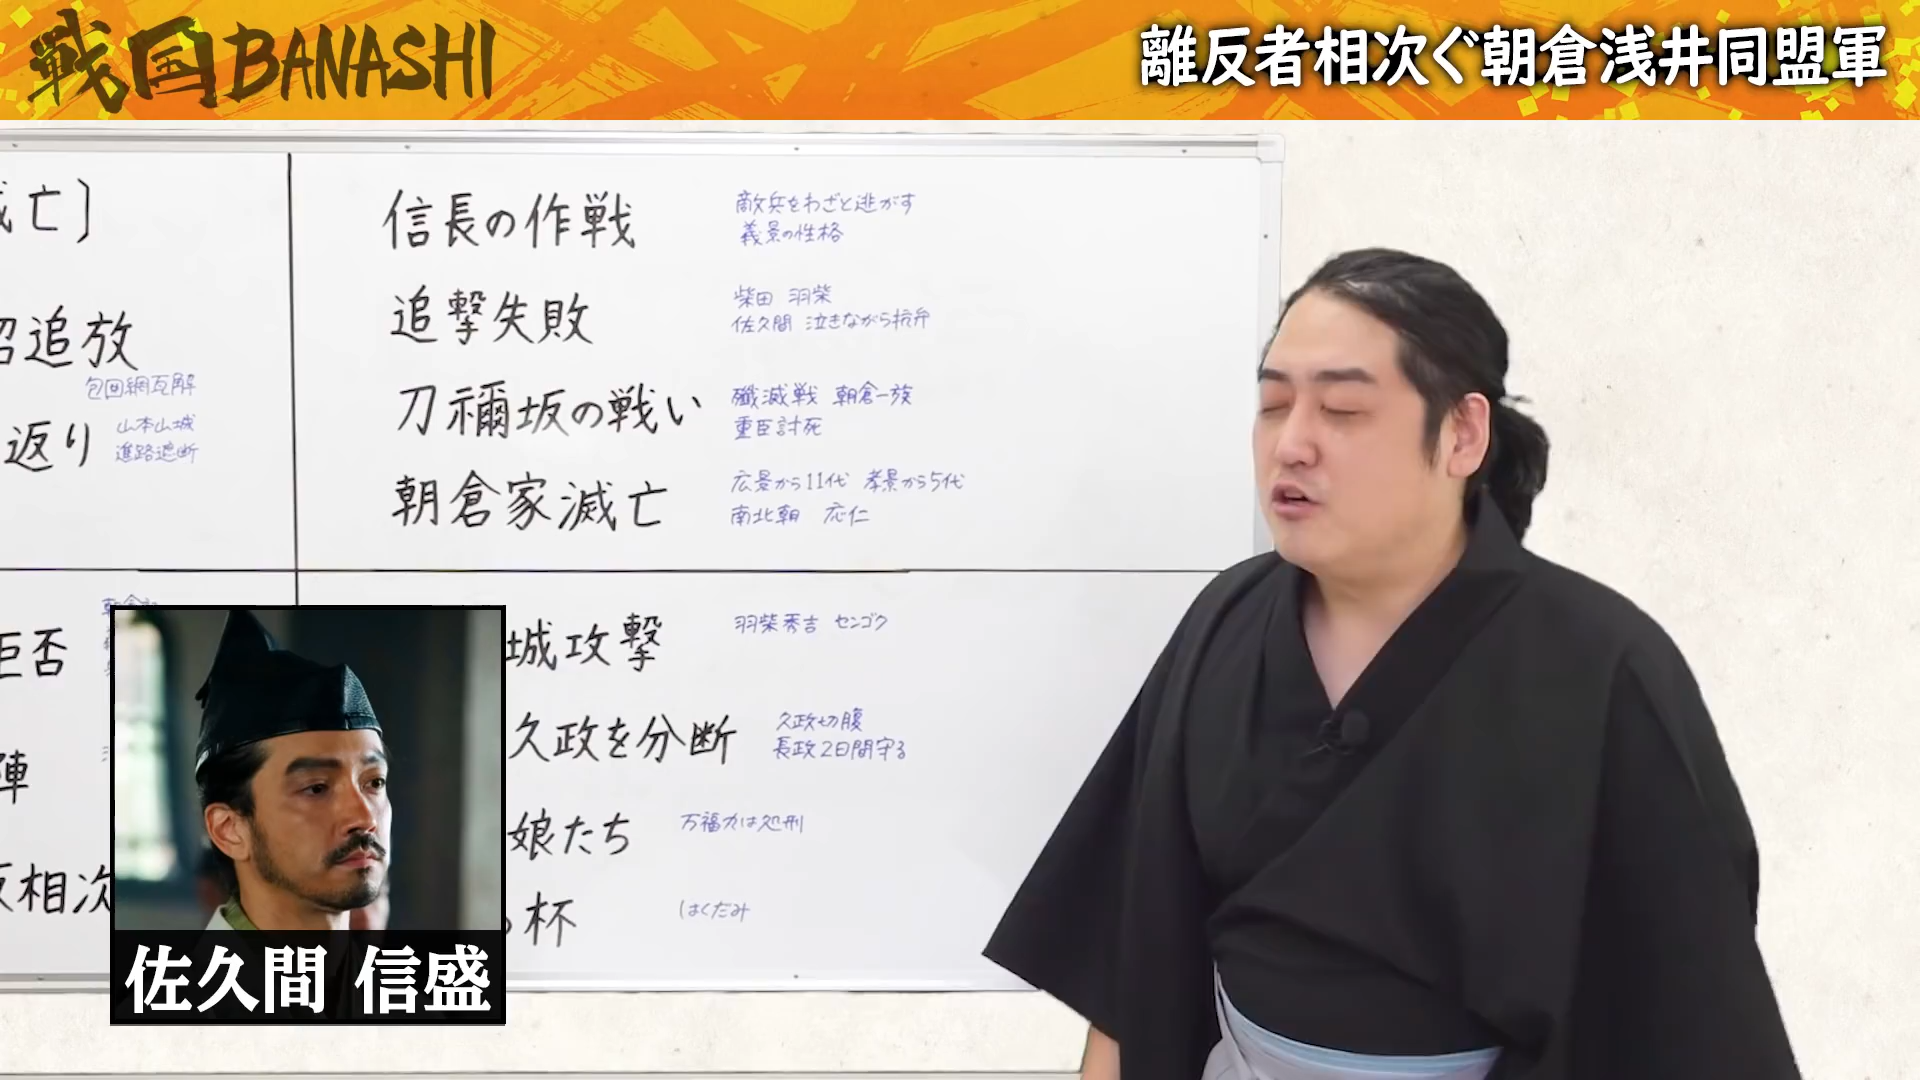 戦国BANASHI
離反者相次ぐ朝倉浅井同盟軍
滅亡〕
昭追放
包囲網瓦解
返り
山本山城
進路遮断
信長の作戦
敵兵をわざと逃がす
義景の性格
追撃失敗
柴田 羽柴
佐久間 泣きながら抗弁
刀禰坂の戦い
殲滅戦 朝倉一族
重臣討死
朝倉家滅亡
広景から11代 孝景から5代
南北朝 応仁
拒否
陣
反相次
城攻撃
羽柴秀吉 センゴク
久政を分断
久政切腹
長政2日間守る
娘たち
万福丸は処刑
の杯
はくだみ
佐久間 信盛